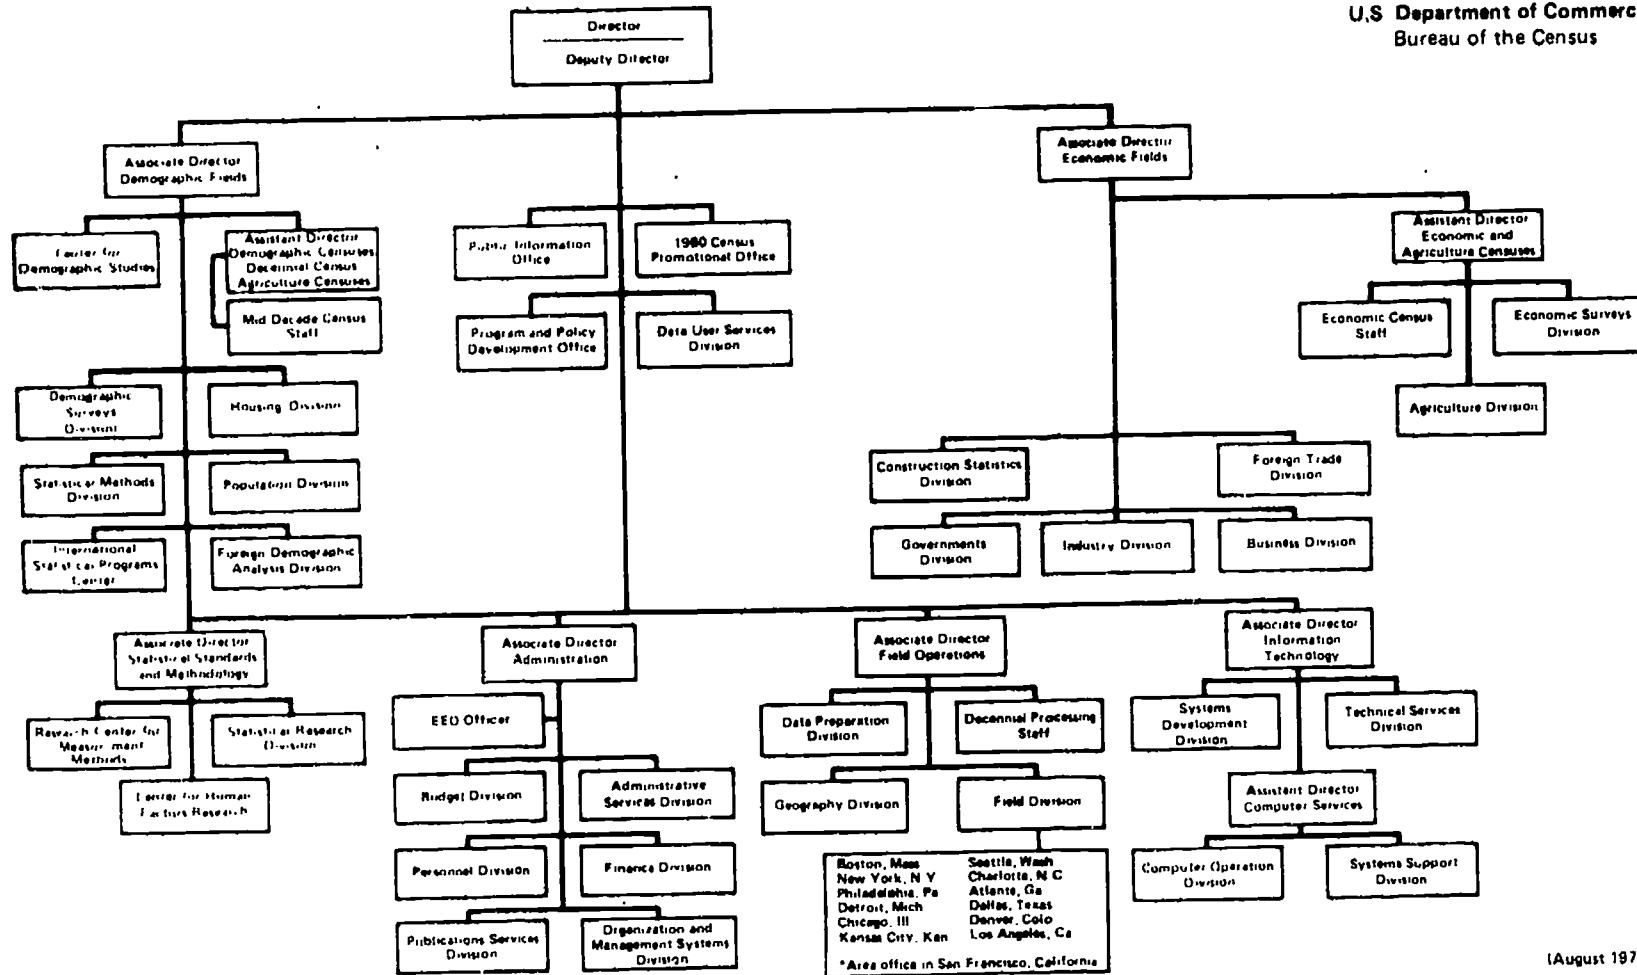 U.S Department of Commerc
Bureau of the Census
Director
Deputy Director
Associate Director
Demographic Fields
Associate Director
Economic Fields
Center for
Demographic Studies
Assistant Director
Demographic Censuses
Decennial Census
Agriculture Censuses
Mid Decade Census
Staff
Public Information
Office
1980 Census
Promotional Office
Program and Policy
Development Office
Data User Services
Division
Assistant Director
Economic and
Agriculture Censuses
Economic Census
Staff
Economic Surveys
Division
Agriculture Division
Demographic
Surveys
Division
Housing Division
Statistical Methods
Division
Population Division
International
Statistical Programs
Center
Foreign Demographic
Analysis Division
Construction Statistics
Division
Foreign Trade
Division
Governments
Division
Industry Division
Business Division
Associate Director
Statistical Standards
and Methodology
Associate Director
Administration
Associate Director
Field Operations
Associate Director
Information
Technology
Research Center for
Measurement
Methods
Statistical Research
Division
Center for Human
Factors Research
EEO Officer
Budget Division
Administrative
Services Division
Personnel Division
Finance Division
Publications Services
Division
Organization and
Management Systems
Division
Data Preparation
Division
Decennial Processing
Staff
Geography Division
Field Division
Boston, Mass
New York, N Y
Philadelphia, Pa
Detroit, Mich
Chicago, Ill
Kansas City, Kan
Seattle, Wash
Charlotte, N C
Atlanta, Ga
Dallas, Texas
Denver, Colo
Los Angeles, Ca
*Area office in San Francisco, California
Systems
Development
Division
Technical Services
Division
Assistant Director
Computer Services
Computer Operation
Division
Systems Support
Division
(August 197